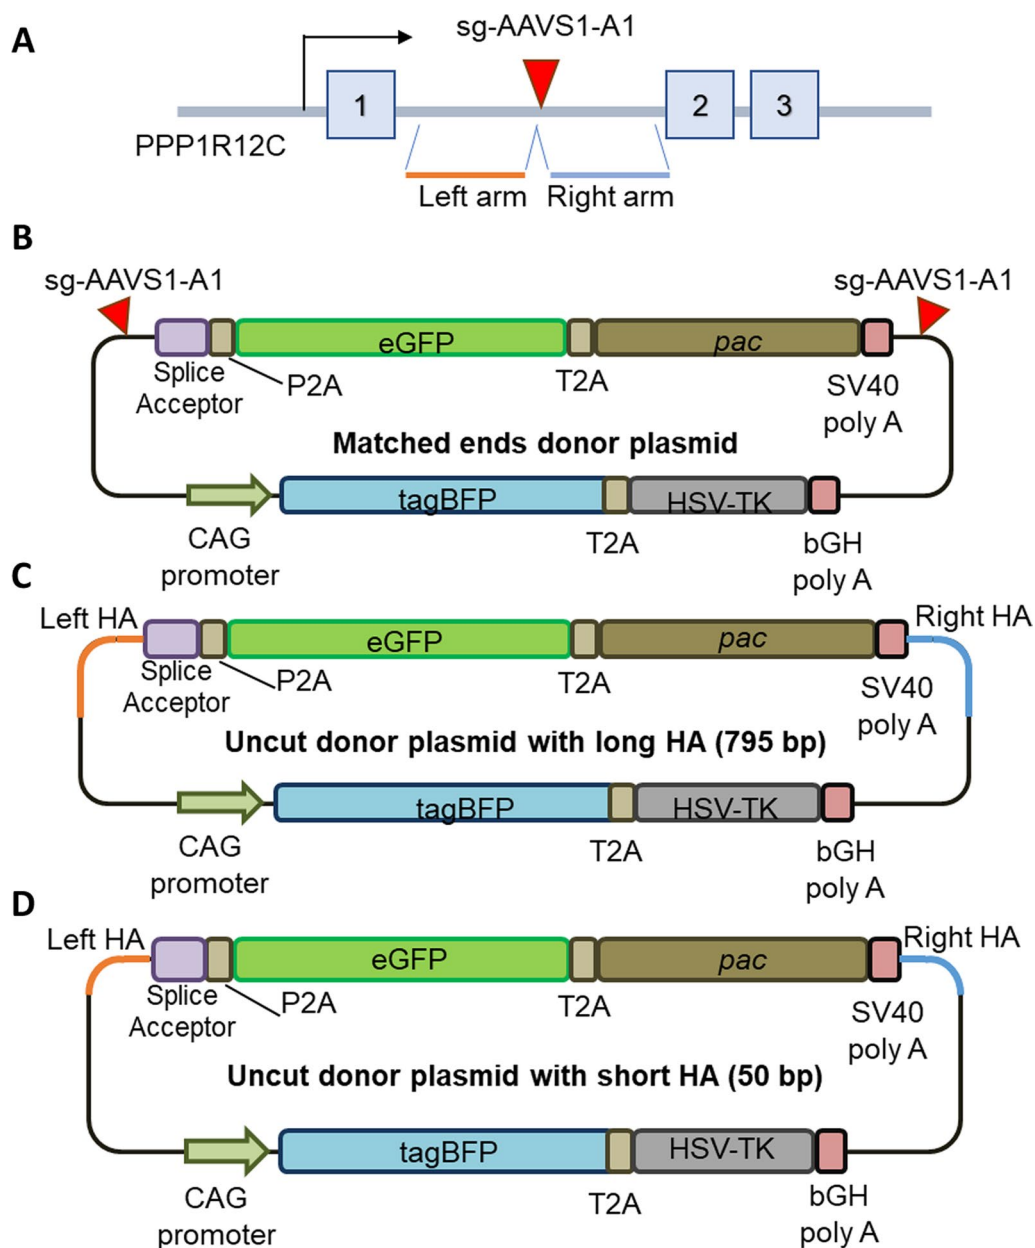 A
sg-AAVS1-A1
1
2
3
PPP1R12C
Left arm
Right arm
B
sg-AAVS1-A1
sg-AAVS1-A1
eGFP
pac
Splice
Acceptor
P2A
T2A
SV40
poly A
Matched ends donor plasmid
tagBFP
HSV-TK
CAG
promoter
T2A
bGH
poly A
C
Left HA
Right HA
eGFP
pac
Splice
Acceptor
P2A
T2A
SV40
poly A
Uncut donor plasmid with long HA (795 bp)
tagBFP
HSV-TK
CAG
promoter
T2A
bGH
poly A
D
Left HA
Right HA
eGFP
pac
Splice
Acceptor
P2A
T2A
SV40
poly A
Uncut donor plasmid with short HA (50 bp)
tagBFP
HSV-TK
CAG
promoter
T2A
bGH
poly A